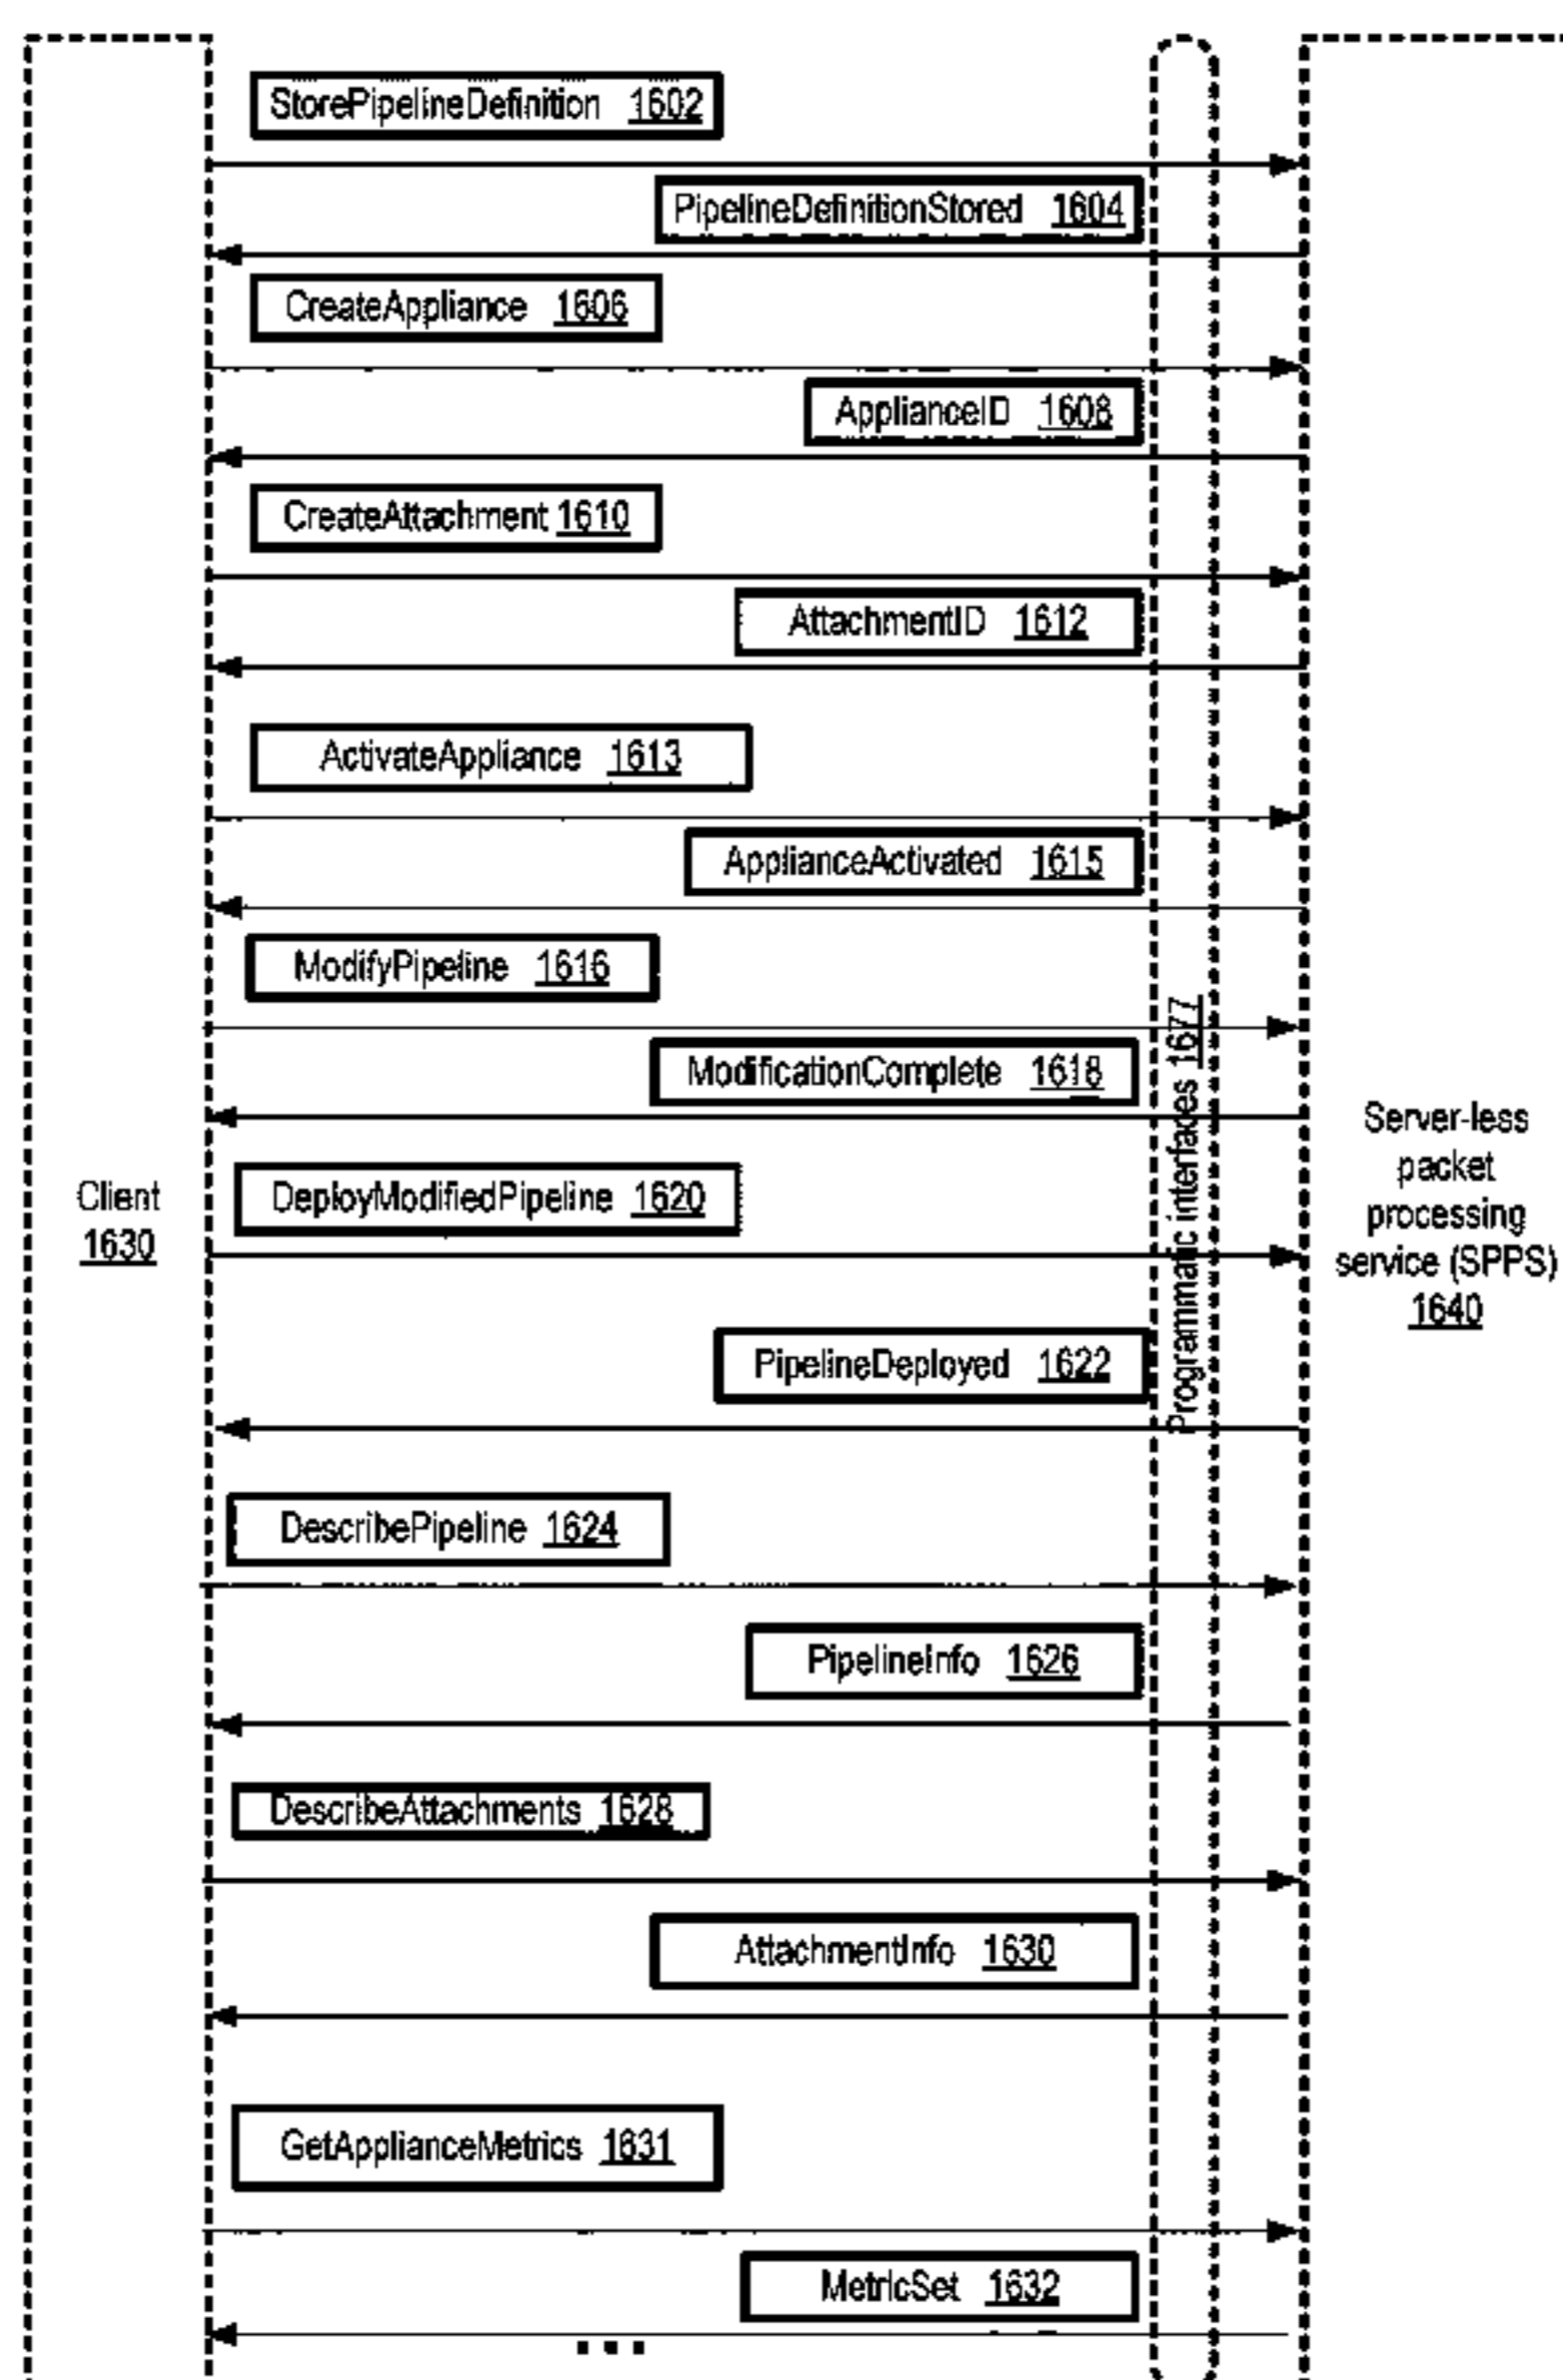 StorePipelineDefinition 1602
PipelineDefinitionStored 1604
CreateAppliance 1606
ApplianceID 1608
CreateAttachment 1610
AttachmentID 1612
ActivateAppliance 1613
ApplianceActivated 1615
ModifyPipeline 1616
ModificationComplete 1618
Programmatic interfaces 1677
Client
1630
DeployModifiedPipeline 1620
Server-less
packet
processing
service (SPPS)
1640
PipelineDeployed 1622
DescribePipeline 1624
PipelineInfo 1626
DescribeAttachments 1628
AttachmentInfo 1630
GetApplianceMetrics 1631
MetricSet 1632
...